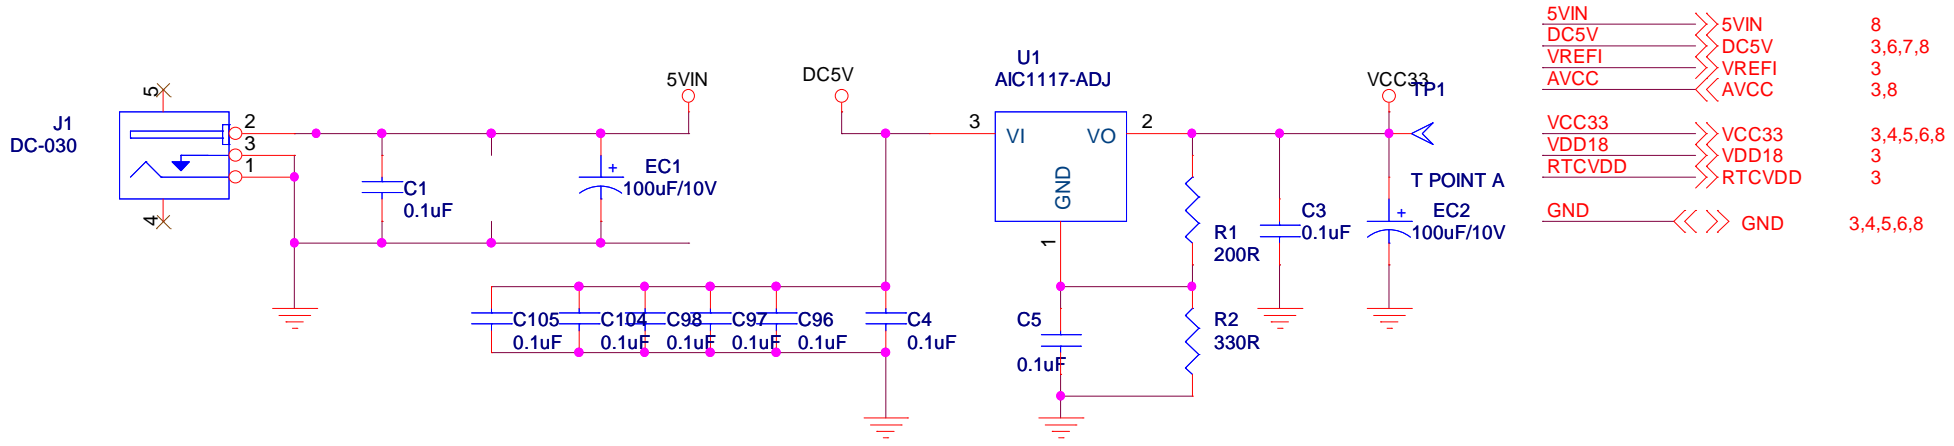 J1
DC-030
5
2
3
1
4
5VIN
C1
0.1uF
EC1
100uF/10V
DC5V
C105
0.1uF
C104
0.1uF
C98
0.1uF
C97
0.1uF
C96
0.1uF
C4
0.1uF
U1
AIC1117-ADJ
3
VI
VO
2
GND
1
C5
0.1uF
R1
200R
R2
330R
C3
0.1uF
VCC33
TP1
T POINT A
EC2
100uF/10V
5VIN 5VIN 8
DC5V DC5V 3,6,7,8
VREFI VREFI 3
AVCC AVCC 3,8
VCC33 VCC33 3,4,5,6,8
VDD18 VDD18 3
RTCVDD RTCVDD 3
GND GND 3,4,5,6,8